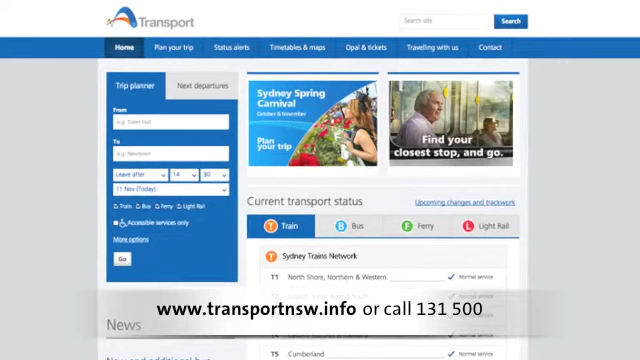 Transport
Search site
Search
Home
Plan your trip
Status alerts
Timetables & maps
Opal & tickets
Travelling with us
Contact
Trip planner
Next departures
From
e.g. Town Hall
To
e.g. Newtown
Leave after
14
30
11 Nov (Today)
Train
Bus
Ferry
Light Rail
Accessible services only
More options
Go
Sydney Spring
Carnival
October & November
Plan
your trip
Find your
closest stop, and go.
Current transport status
Upcoming changes and trackwork
T Train
B Bus
F Ferry
L Light Rail
T Sydney Trains Network
T1 North Shore, Northern & Western Normal service
T2
www.transportnsw.info or call 131 500
News
T5 Cumberland Normal service